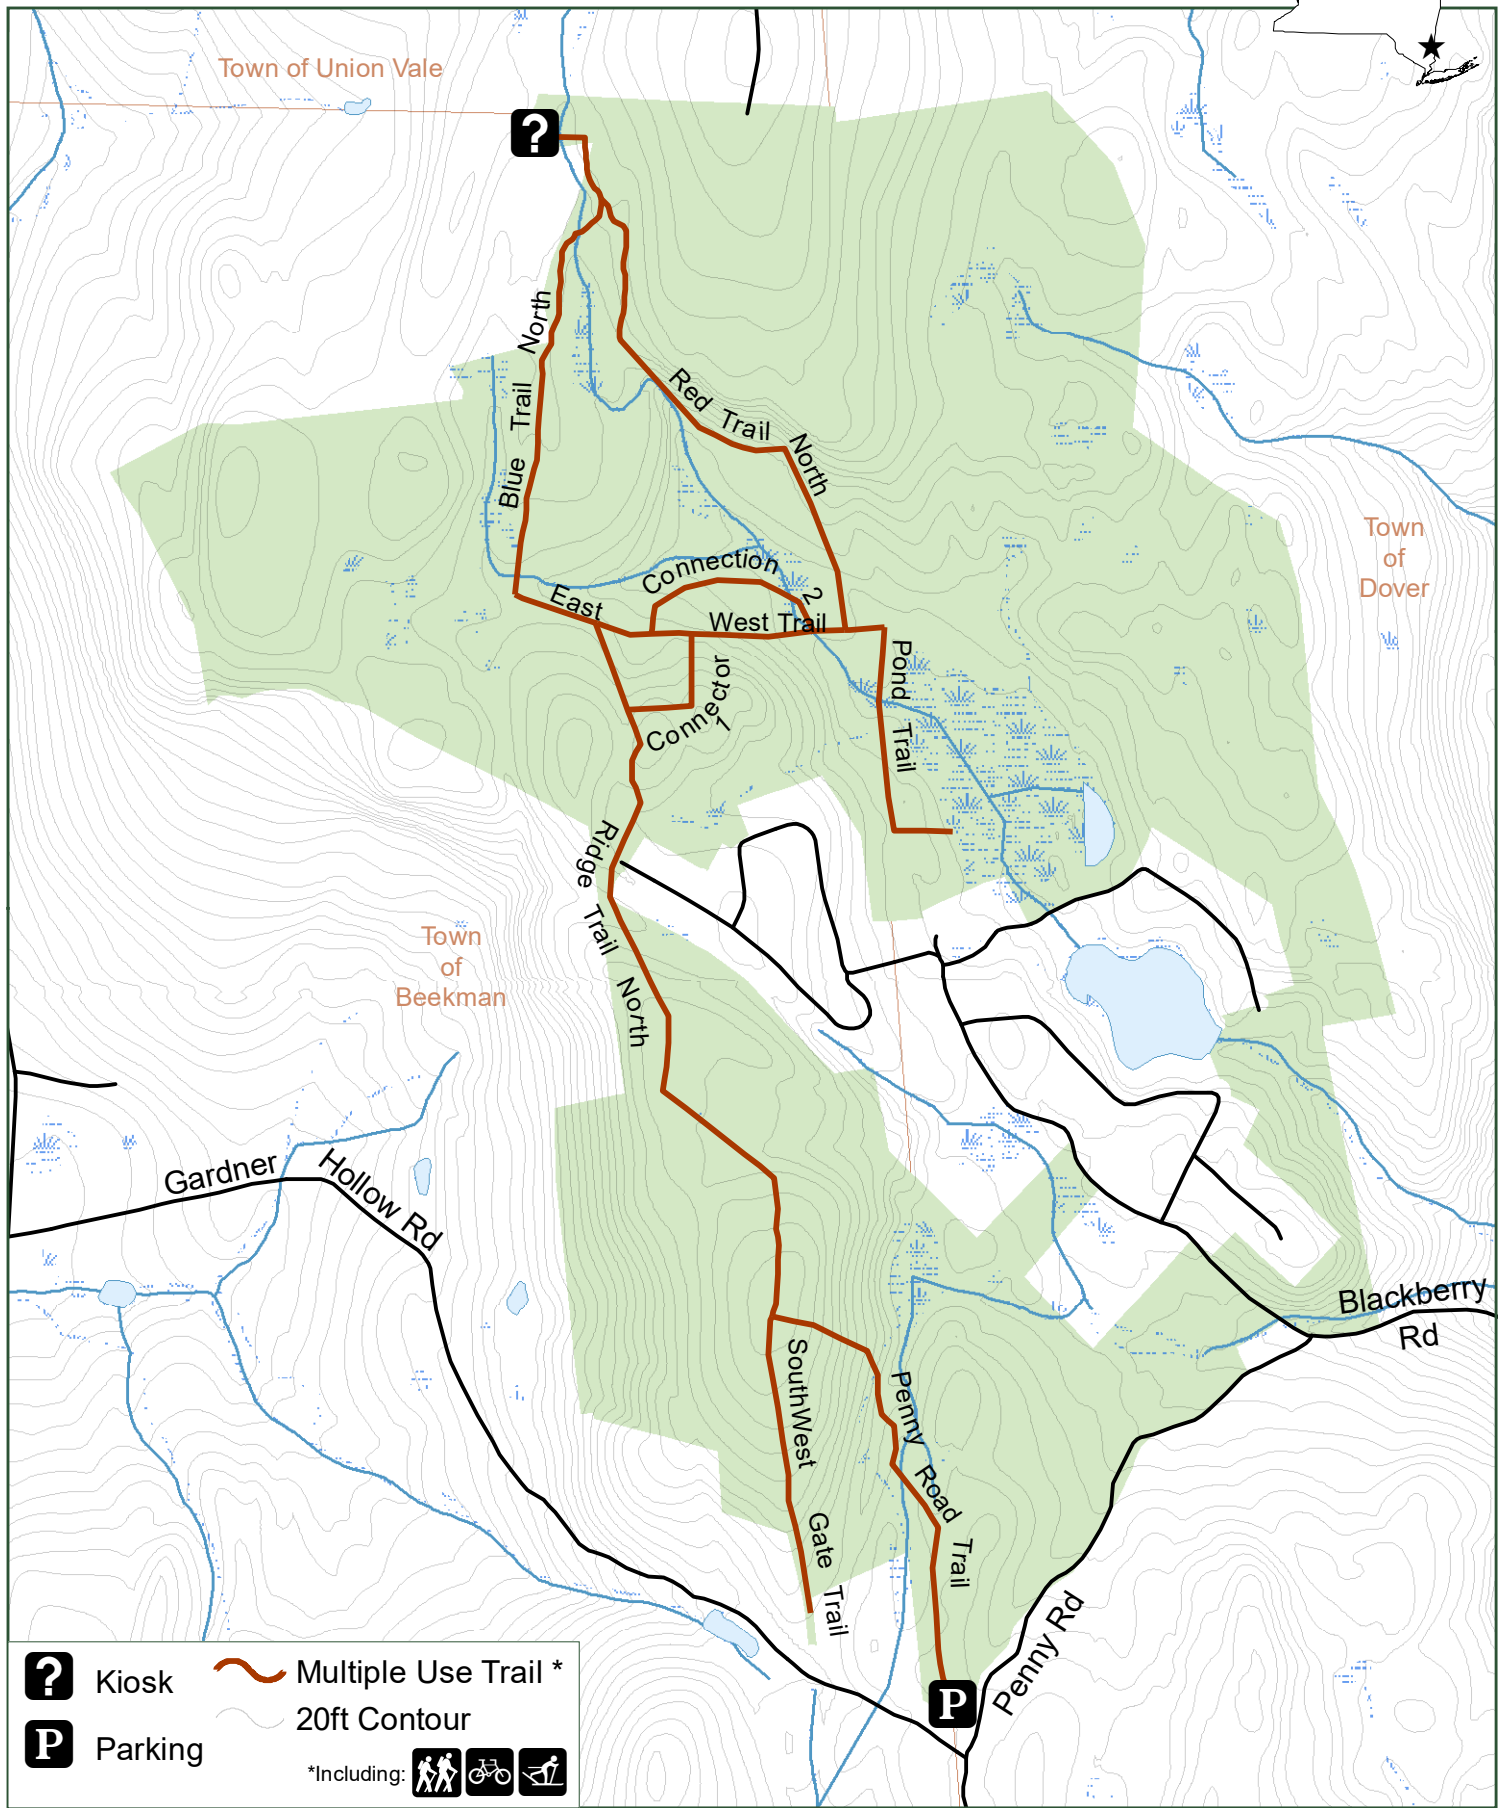 Town of Union Vale
?
Blue Trail North
Red Trail North
Town
of
Dover
Connection 2
East
West Trail
Pond Trail
Connector
1
Ridge Trail North
Town
of
Beekman
Gardner Hollow Rd
Blackberry
Rd
SouthWest Gate Trail
Penny Road Trail
Penny Rd
P
? Kiosk
Multiple Use Trail *
20ft Contour
P Parking
*Including: